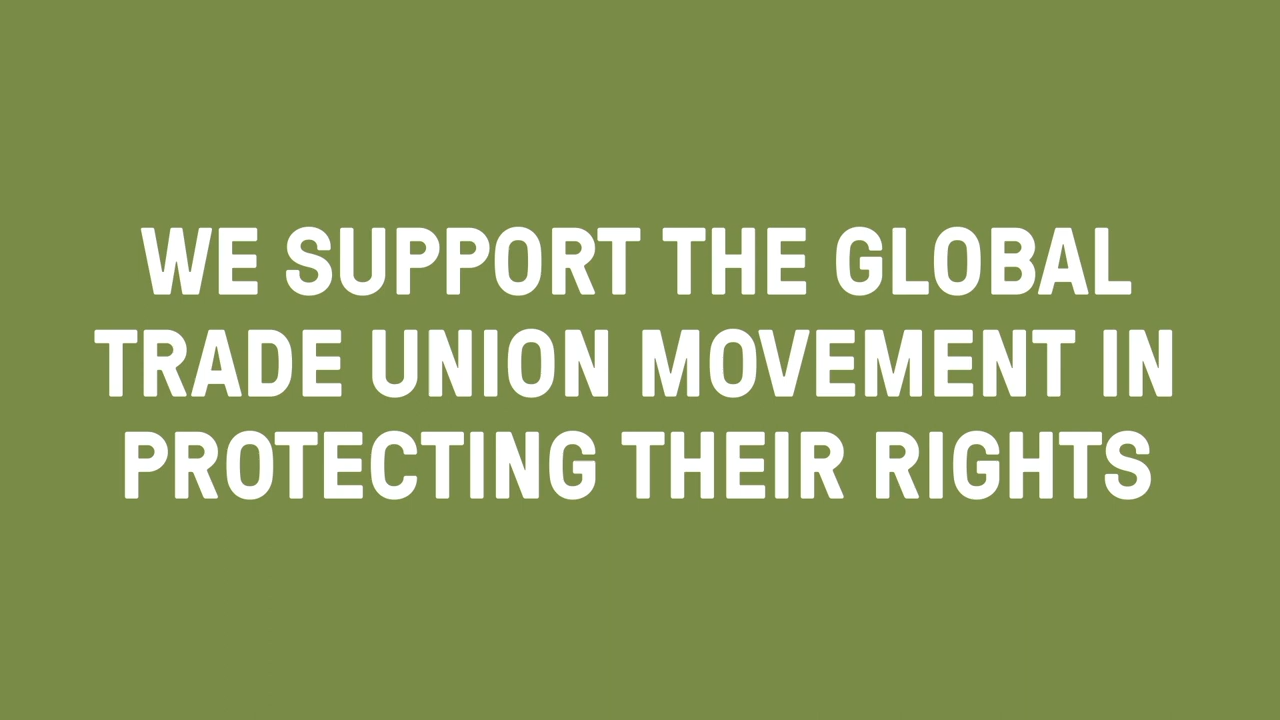 WE SUPPORT THE GLOBAL
TRADE UNION MOVEMENT IN
PROTECTING THEIR RIGHTS